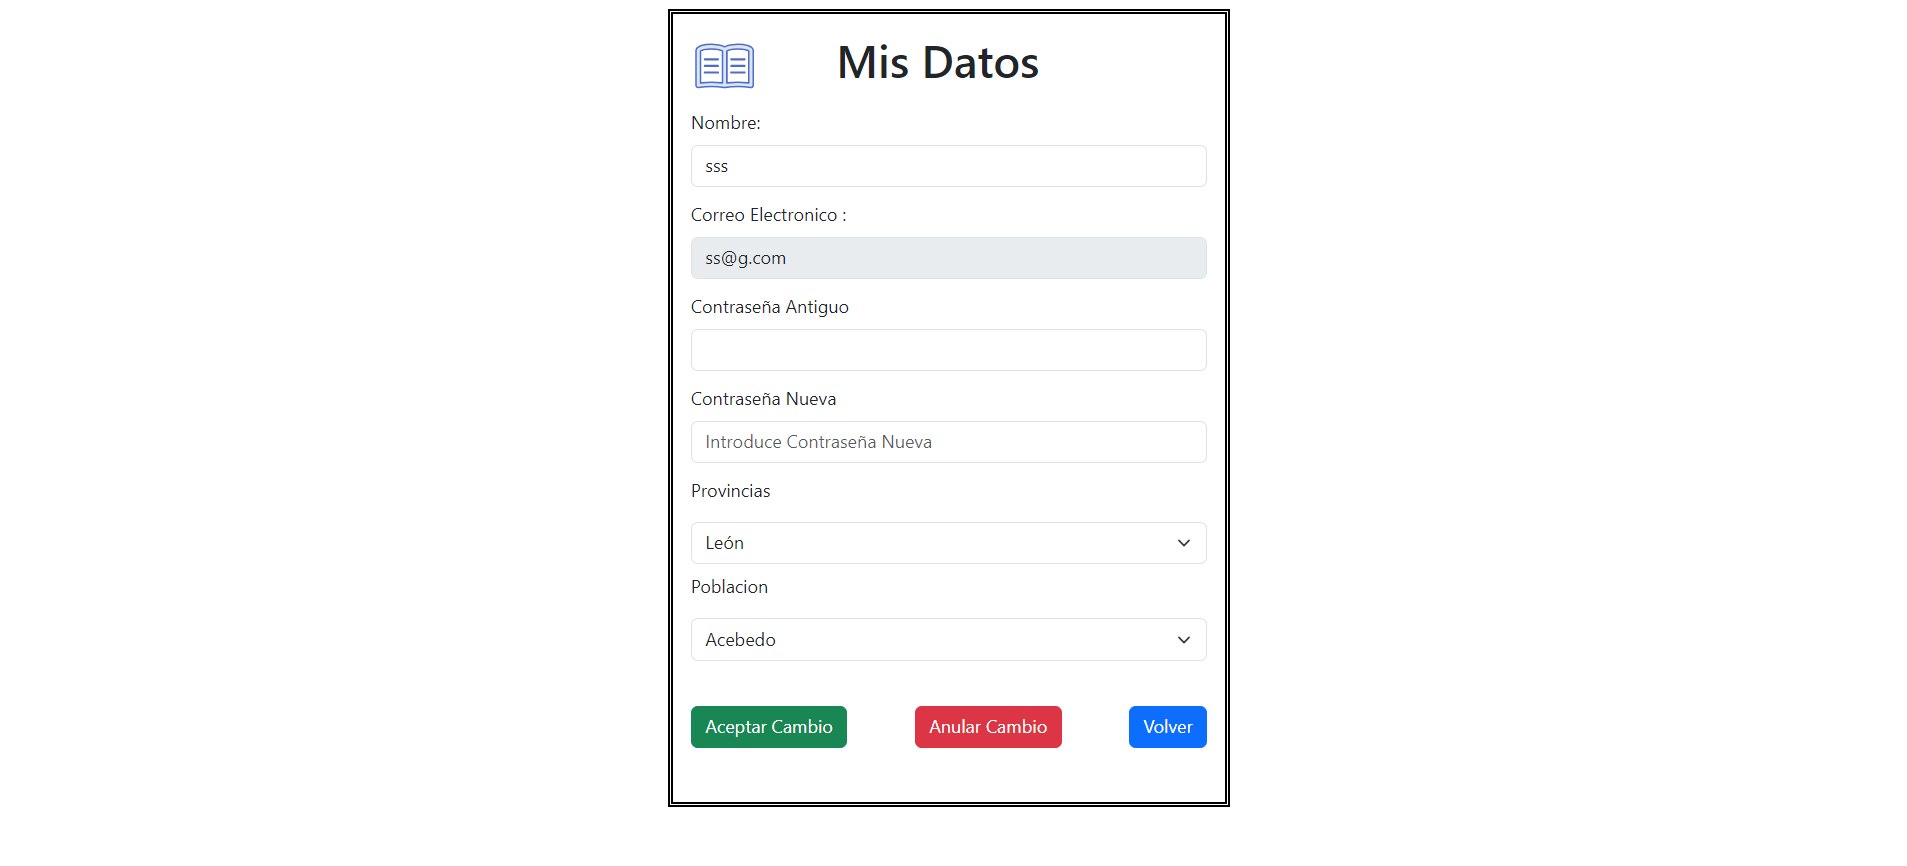 Mis Datos
Nombre:
sss
Correo Electronico :
ss@g.com
Contraseña Antiguo
Contraseña Nueva
Introduce Contraseña Nueva
Provincias
León
Poblacion
Acebedo
Aceptar Cambio
Anular Cambio
Volver